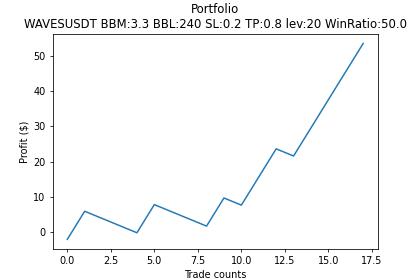 Portfolio
WAVESUSDT BBM:3.3 BBL:240 SL:0.2 TP:0.8 lev:20 WinRatio:50.0
50
40
30
20
10
0
Profit ($)
0.0 2.5 5.0 7.5 10.0 12.5 15.0 17.5
Trade counts